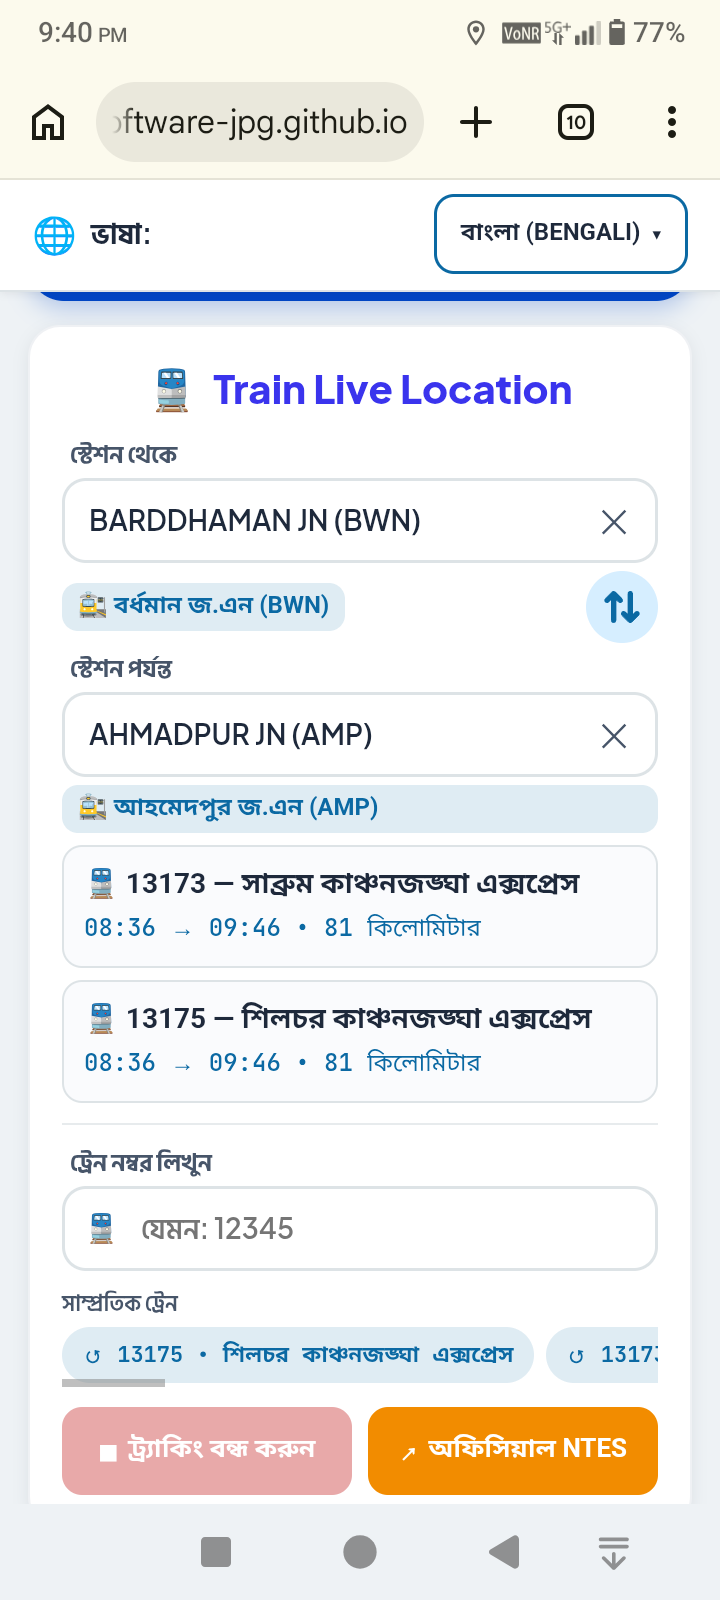 9:40 PM VoNR 5G+ 77%
oftware-jpg.github.io 10
ভাষা: বাংলা (BENGALI)
Train Live Location
স্টেশন থেকে
BARDDHAMAN JN (BWN)
বর্ধমান জ.এন (BWN)
স্টেশন পর্যন্ত
AHMADPUR JN (AMP)
আহমেদপুর জ.এন (AMP)
13173 — সাব্রুম কাঞ্চনজঙ্ঘা এক্সপ্রেস
08:36 → 09:46 • 81 কিলোমিটার
13175 — শিলচর কাঞ্চনজঙ্ঘা এক্সপ্রেস
08:36 → 09:46 • 81 কিলোমিটার
ট্রেন নম্বর লিখুন
যেমন: 12345
সাম্প্রতিক ট্রেন
↺ 13175 • শিলচর কাঞ্চনজঙ্ঘা এক্সপ্রেস ↺ 13173
■ ট্র্যাকিং বন্ধ করুন ↗ অফিসিয়াল NTES